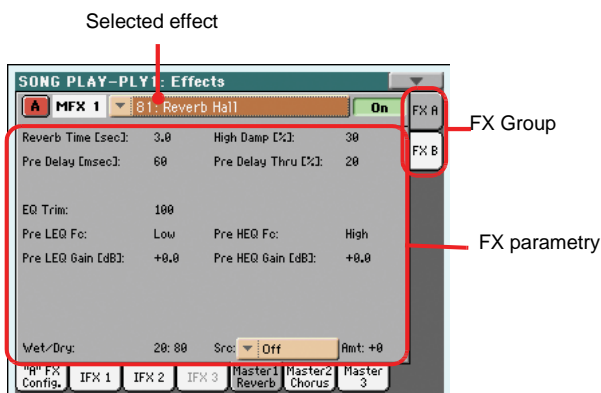 Selected effect
SONG PLAY-PLY1: Effects
A MFX 1 81: Reverb Hall On FX A
FX Group
Reverb Time [sec]: 3.0 High Damp [%]: 30
FX B
Pre Delay [msec]: 60 Pre Delay Thru [%]: 20
EQ Trim: 100
Pre LEQ Fc: Low Pre HEQ Fc: High
FX parametry
Pre LEQ Gain [dB]: +0.0 Pre HEQ Gain [dB]: +0.0
Wet/Dry: 20: 80 Src: Off Amt: +0
"A" FX Config. IFX 1 IFX 2 IFX 3 Master1 Reverb Master2 Chorus Master 3